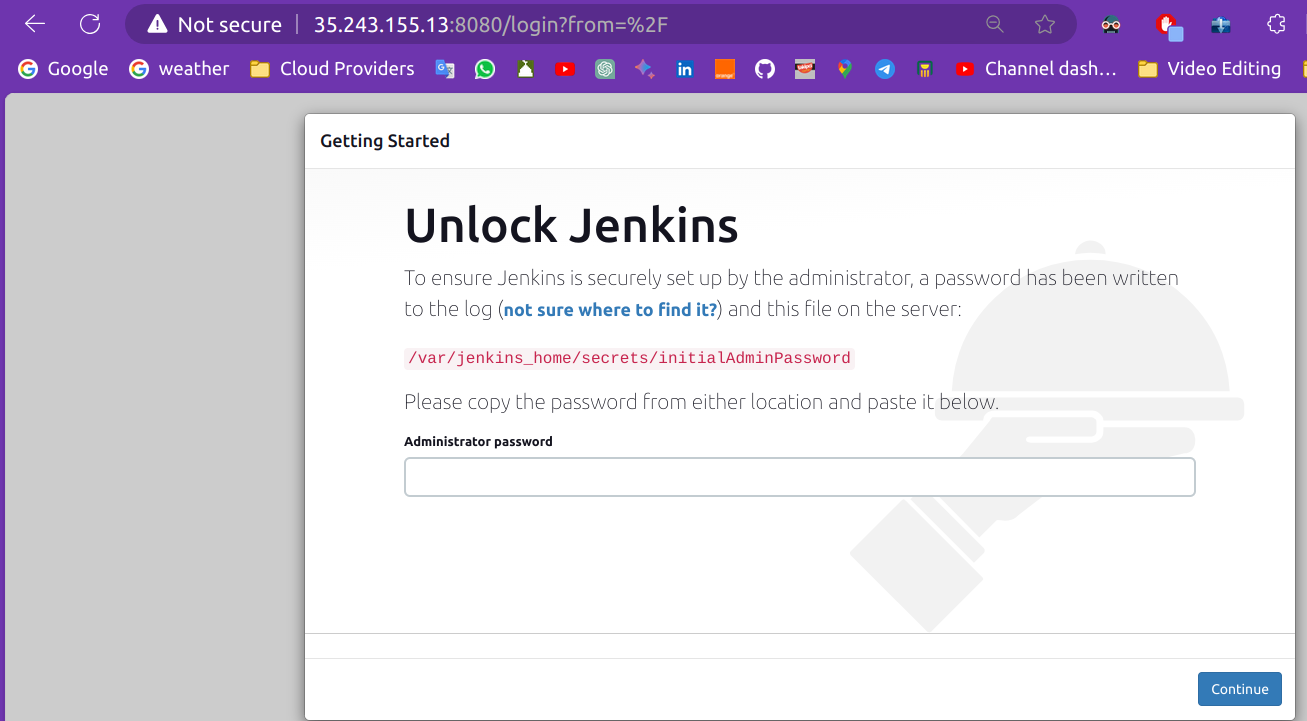 Not secure 35.243.155.13:8080/login?from=%2F
Google weather Cloud Providers Channel dash... Video Editing
Getting Started
Unlock Jenkins
To ensure Jenkins is securely set up by the administrator, a password has been written
to the log (not sure where to find it?) and this file on the server:
/var/jenkins_home/secrets/initialAdminPassword
Please copy the password from either location and paste it below.
Administrator password
Continue